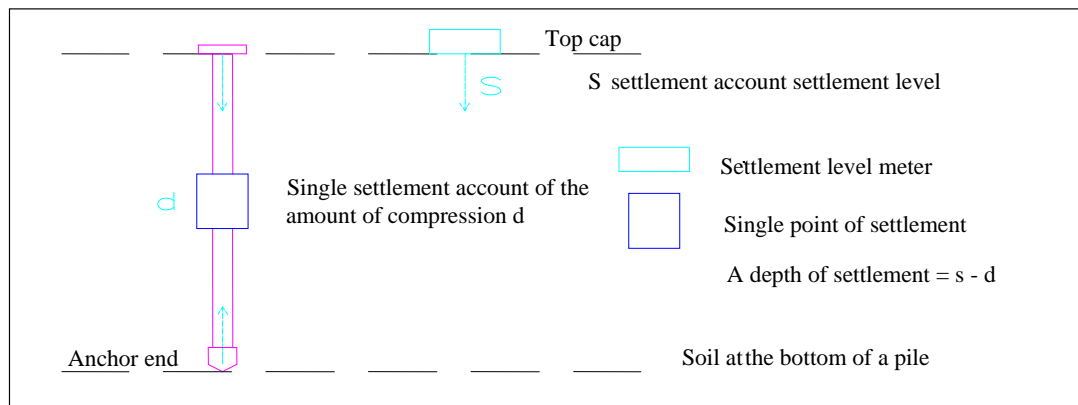 Top cap
S
S settlement account settlement level
Settlement level meter
d
Single settlement account of the
amount of compression d
Single point of settlement
A depth of settlement = s - d
Anchor end
Soil at the bottom of a pile